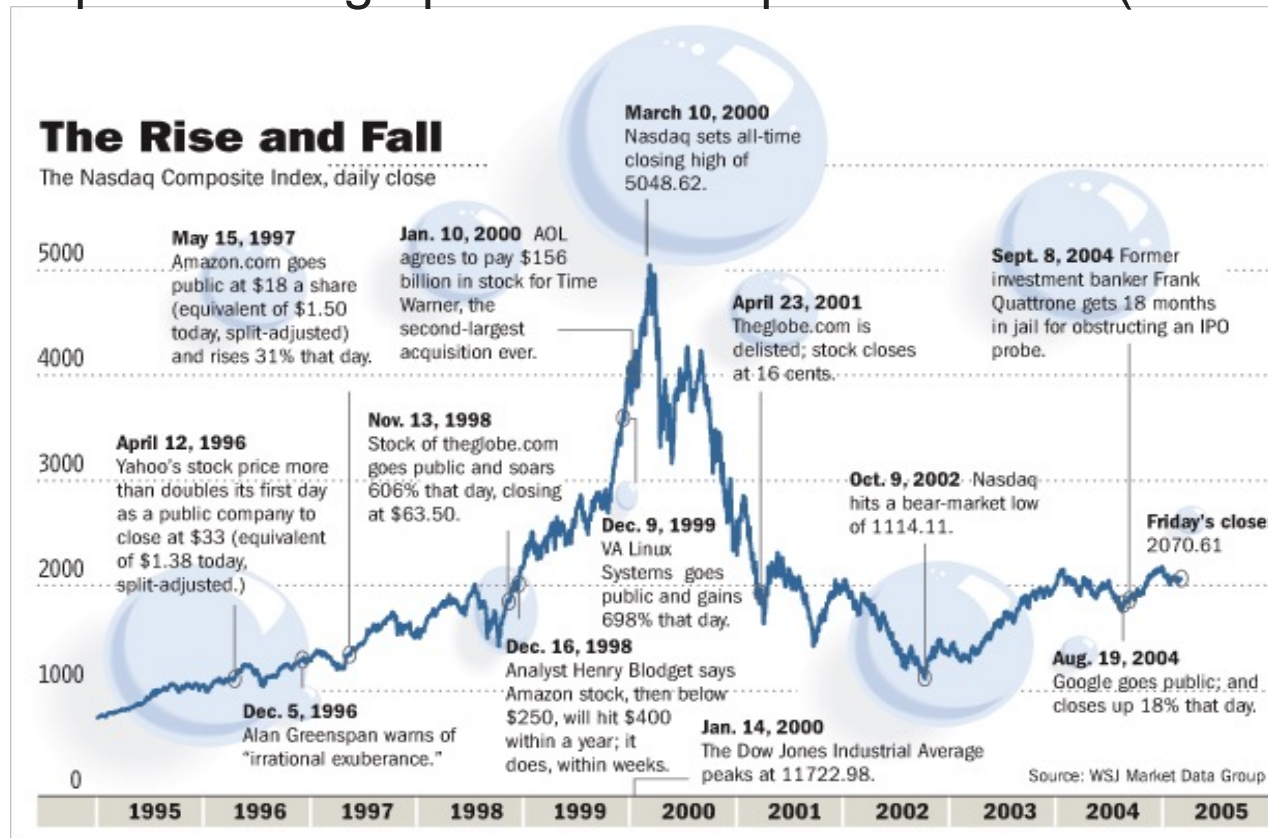 The Rise and Fall
The Nasdaq Composite Index, daily close
March 10, 2000
Nasdaq sets all-time
closing high of
5048.62.
May 15, 1997
Amazon.com goes
public at $18 a share
(equivalent of $1.50
today, split-adjusted)
and rises 31% that day.
Jan. 10, 2000 AOL
agrees to pay $156
billion in stock for Time
Warner, the
second-largest
acquisition ever.
April 23, 2001
Theglobe.com is
delisted; stock closes
at 16 cents.
Sept. 8, 2004 Former
investment banker Frank
Quattrone gets 18 months
in jail for obstructing an IPO
probe.
5000
4000
3000
2000
1000
0
April 12, 1996
Yahoo's stock price more
than doubles its first day
as a public company to
close at $33 (equivalent
of $1.38 today,
split-adjusted.)
Nov. 13, 1998
Stock of theglobe.com
goes public and soars
606% that day, closing
at $63.50.
Dec. 9, 1999
VA Linux
Systems goes
public and gains
698% that day.
Oct. 9, 2002 Nasdaq
hits a bear-market low
of 1114.11.
Friday's close
2070.61
Dec. 5, 1996
Alan Greenspan warns of
"irrational exuberance."
Dec. 16, 1998
Analyst Henry Blodget says
Amazon stock, then below
$250, will hit $400
within a year; it
does, within weeks.
Jan. 14, 2000
The Dow Jones Industrial Average
peaks at 11722.98.
Aug. 19, 2004
Google goes public; and
closes up 18% that day.
Source: WSJ Market Data Group
1995 1996 1997 1998 1999 2000 2001 2002 2003 2004 2005